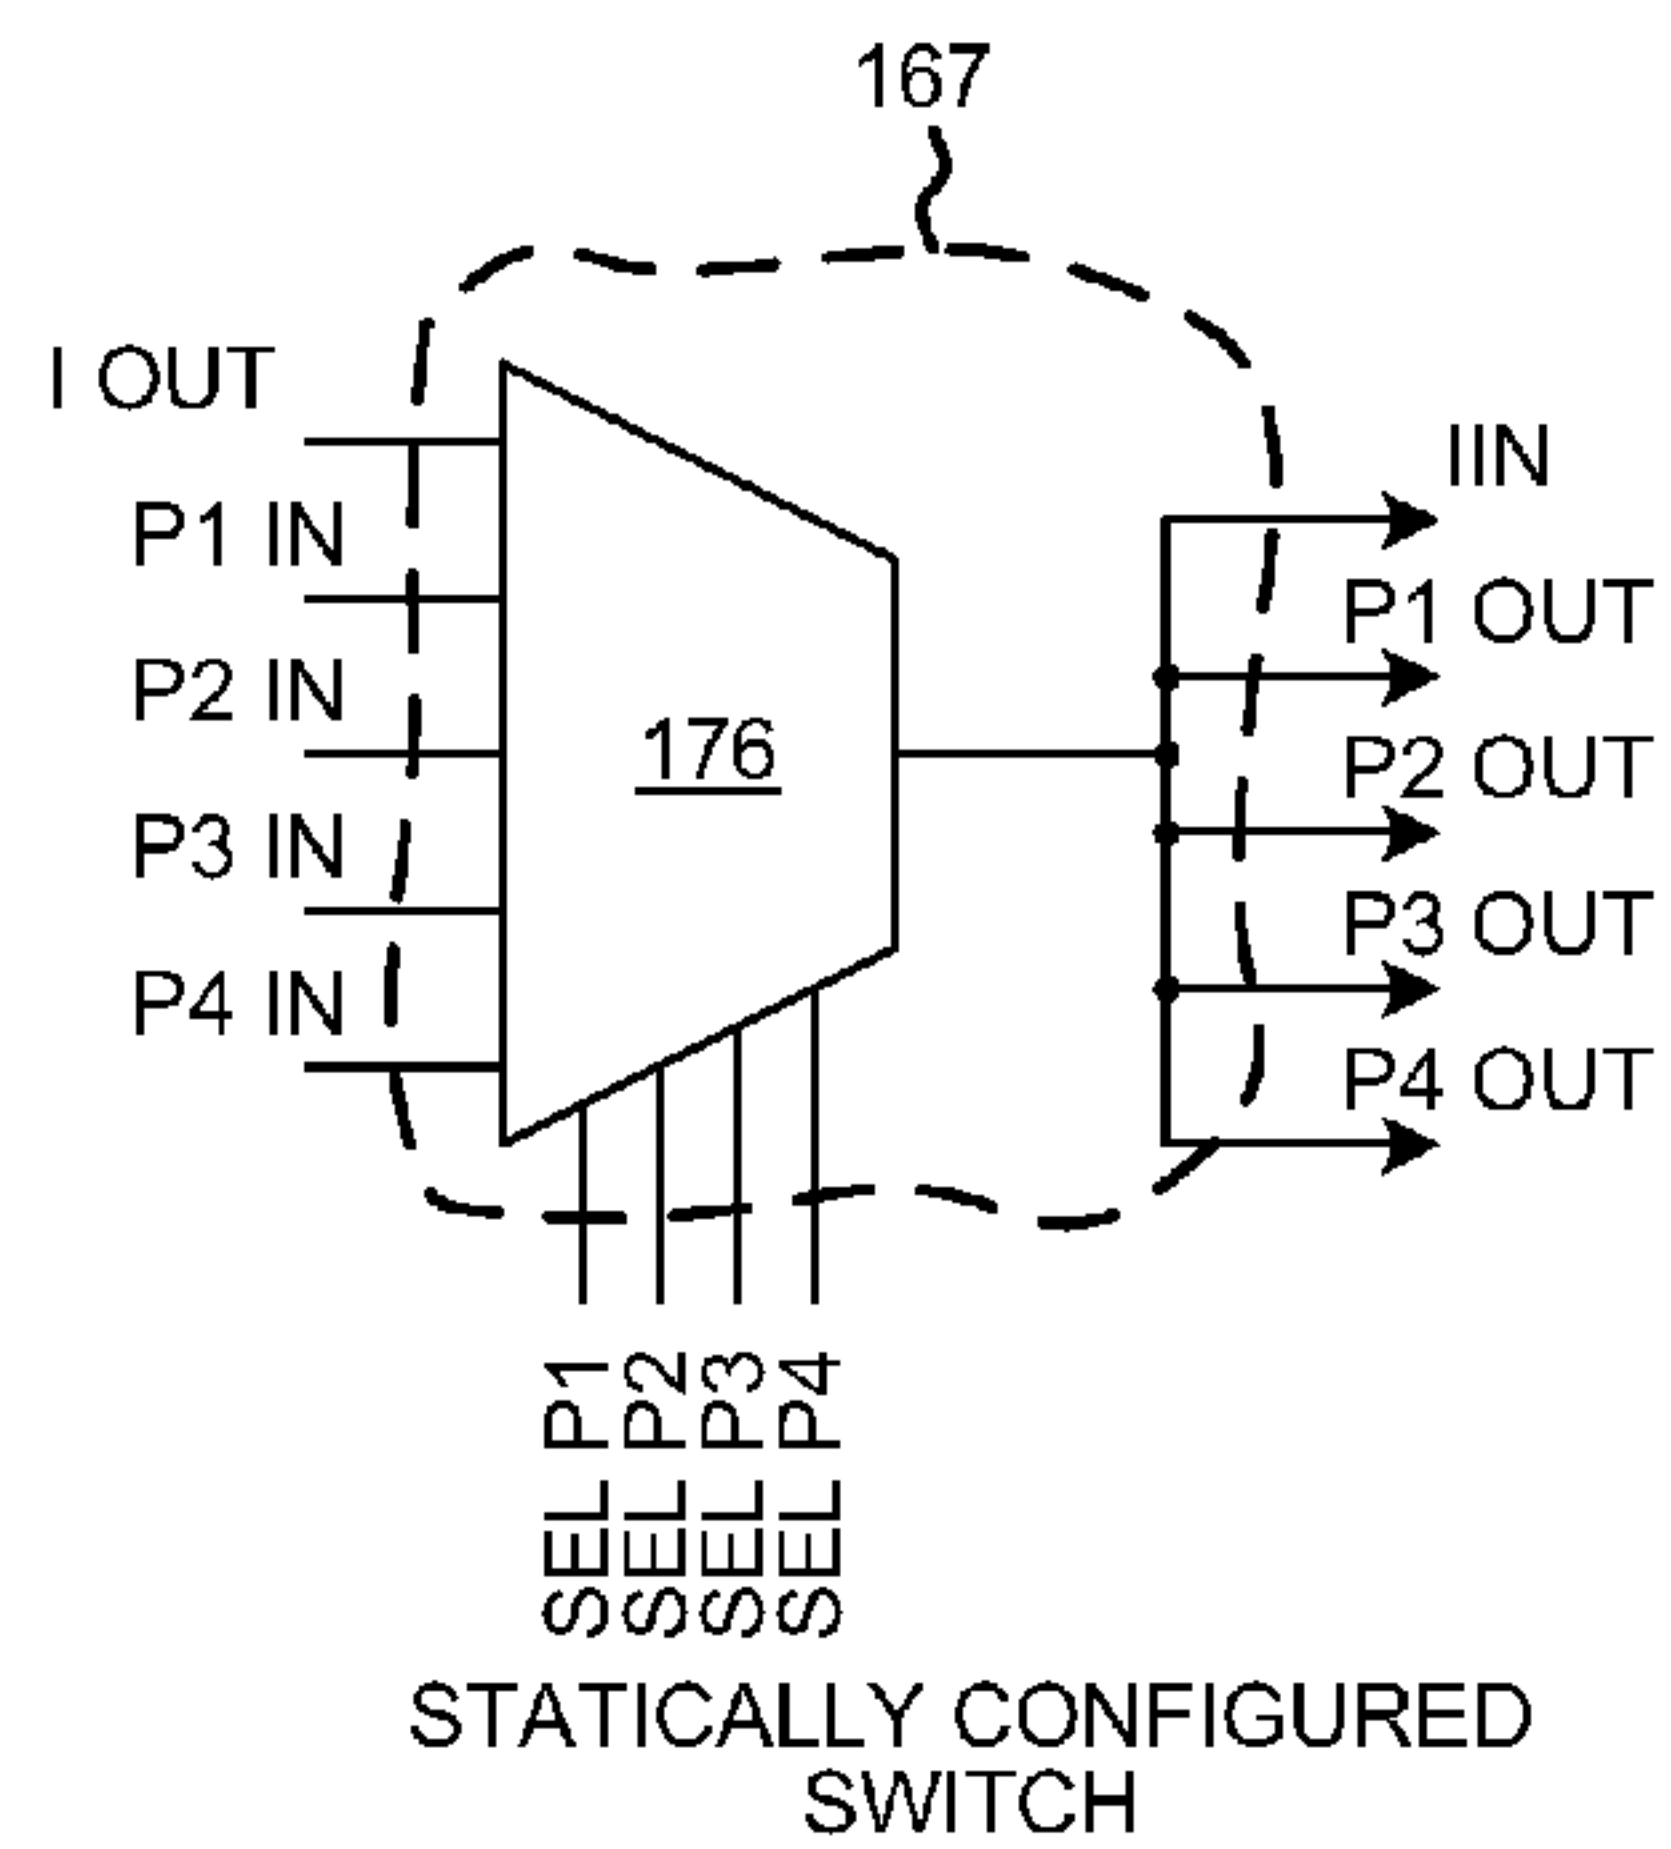 167
I OUT
P1 IN
P2 IN
P3 IN
P4 IN
176
IIN
P1 OUT
P2 OUT
P3 OUT
P4 OUT
SEL P1
SEL P2
SEL P3
SEL P4
STATICALLY CONFIGURED
SWITCH